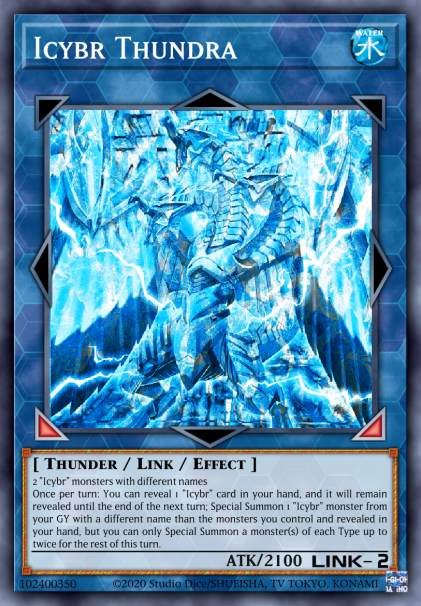 Icybr Thundra
WATER
水
[ Thunder / Link / Effect ]
2 "Icybr" monsters with different names
Once per turn: You can reveal 1 "Icybr" card in your hand, and it will remain
revealed until the end of the next turn; Special Summon 1 "Icybr" monster from
your GY with a different name than the monsters you control and revealed in
your hand, but you can only Special Summon a monster(s) of each Type up to
twice for the rest of this turn.
ATK/2100 LINK-2
102400350 ©2020 Studio Dice/SHUEISHA, TV TOKYO, KONAMI